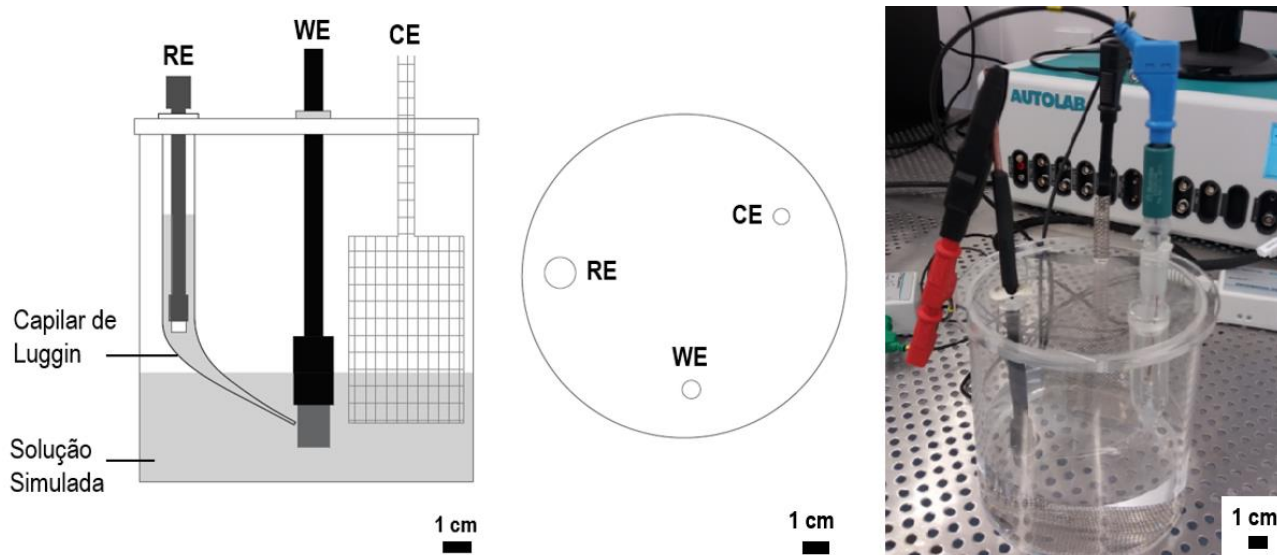 RE
WE
CE
Capilar de
Luggin
Solução
Simulada
1 cm
CE
RE
WE
1 cm
AUTOLAB
1 cm